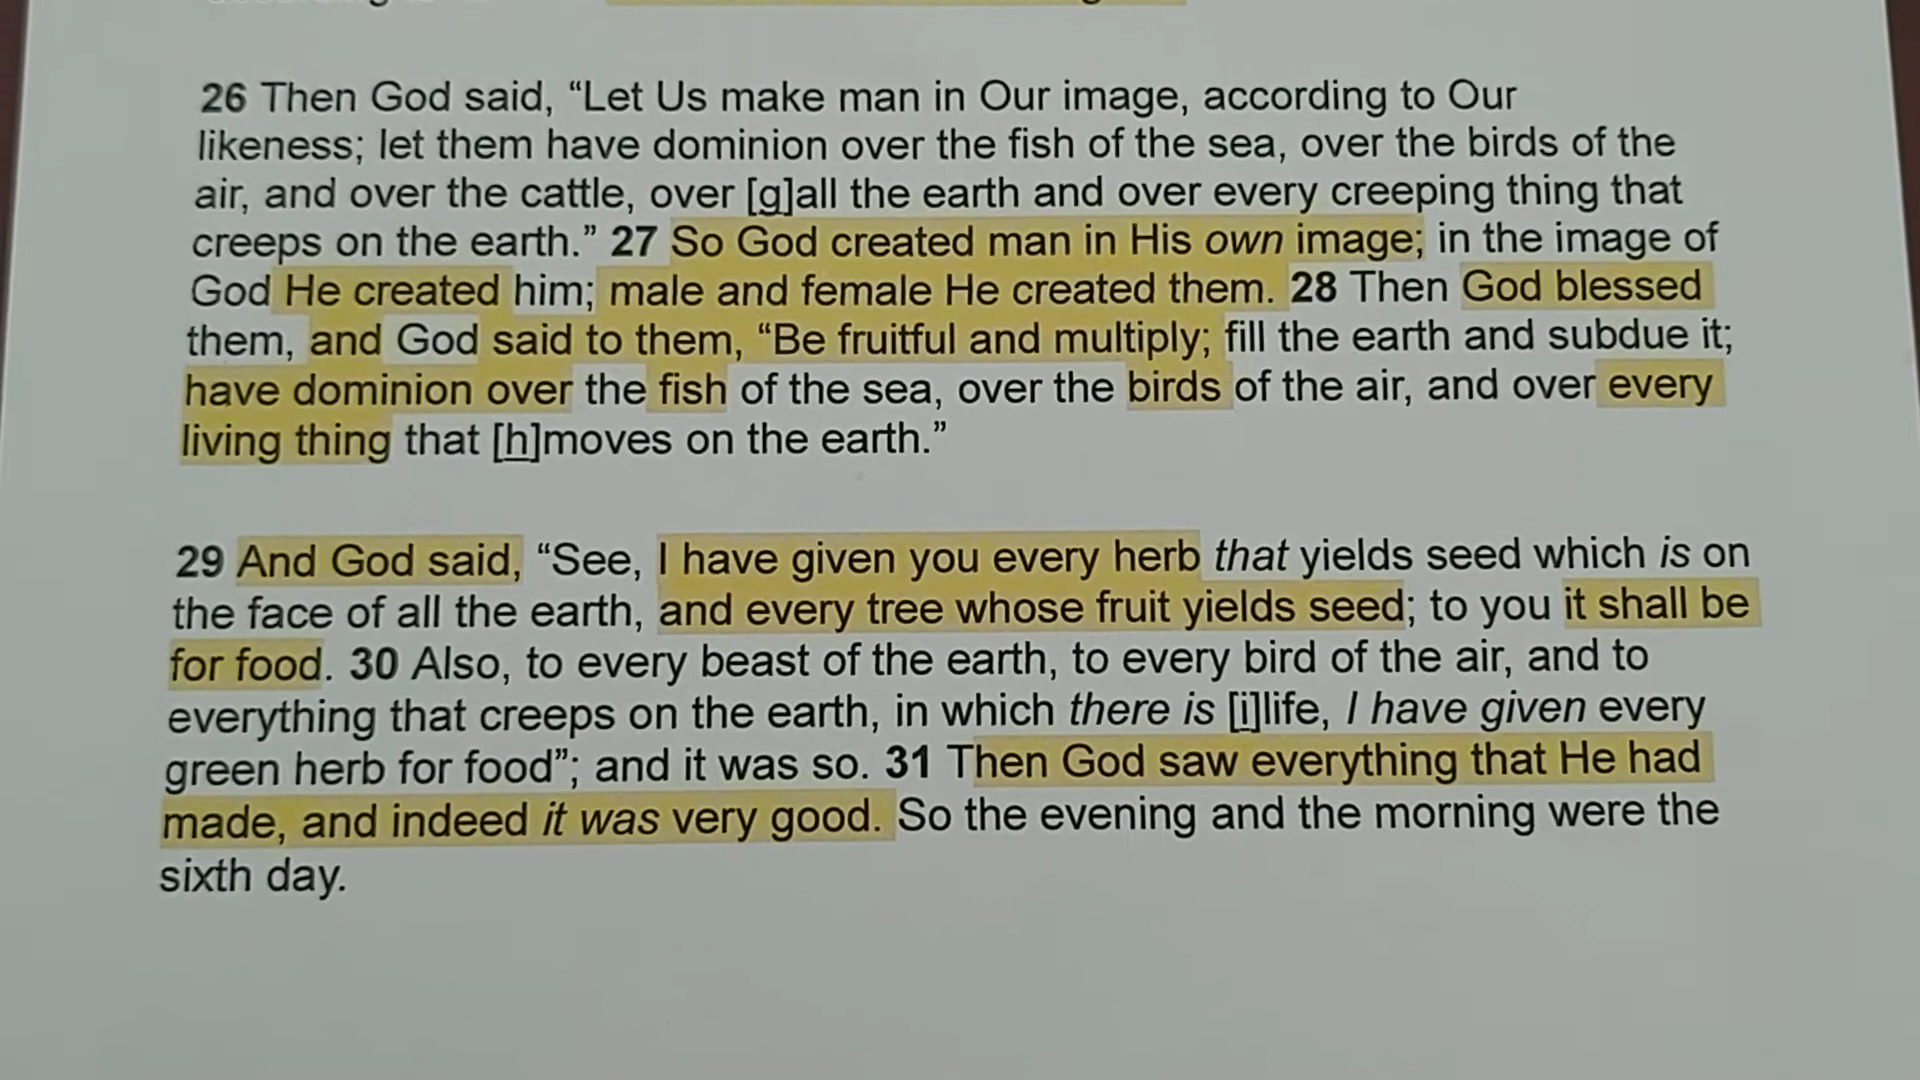 26 Then God said, “Let Us make man in Our image, according to Our
likeness; let them have dominion over the fish of the sea, over the birds of the
air, and over the cattle, over [g]all the earth and over every creeping thing that
creeps on the earth.” 27 So God created man in His own image; in the image of
God He created him; male and female He created them. 28 Then God blessed
them, and God said to them, “Be fruitful and multiply; fill the earth and subdue it;
have dominion over the fish of the sea, over the birds of the air, and over every
living thing that [h]moves on the earth.”
29 And God said, “See, I have given you every herb that yields seed which is on
the face of all the earth, and every tree whose fruit yields seed; to you it shall be
for food. 30 Also, to every beast of the earth, to every bird of the air, and to
everything that creeps on the earth, in which there is [i]life, I have given every
green herb for food”; and it was so. 31 Then God saw everything that He had
made, and indeed it was very good. So the evening and the morning were the
sixth day.